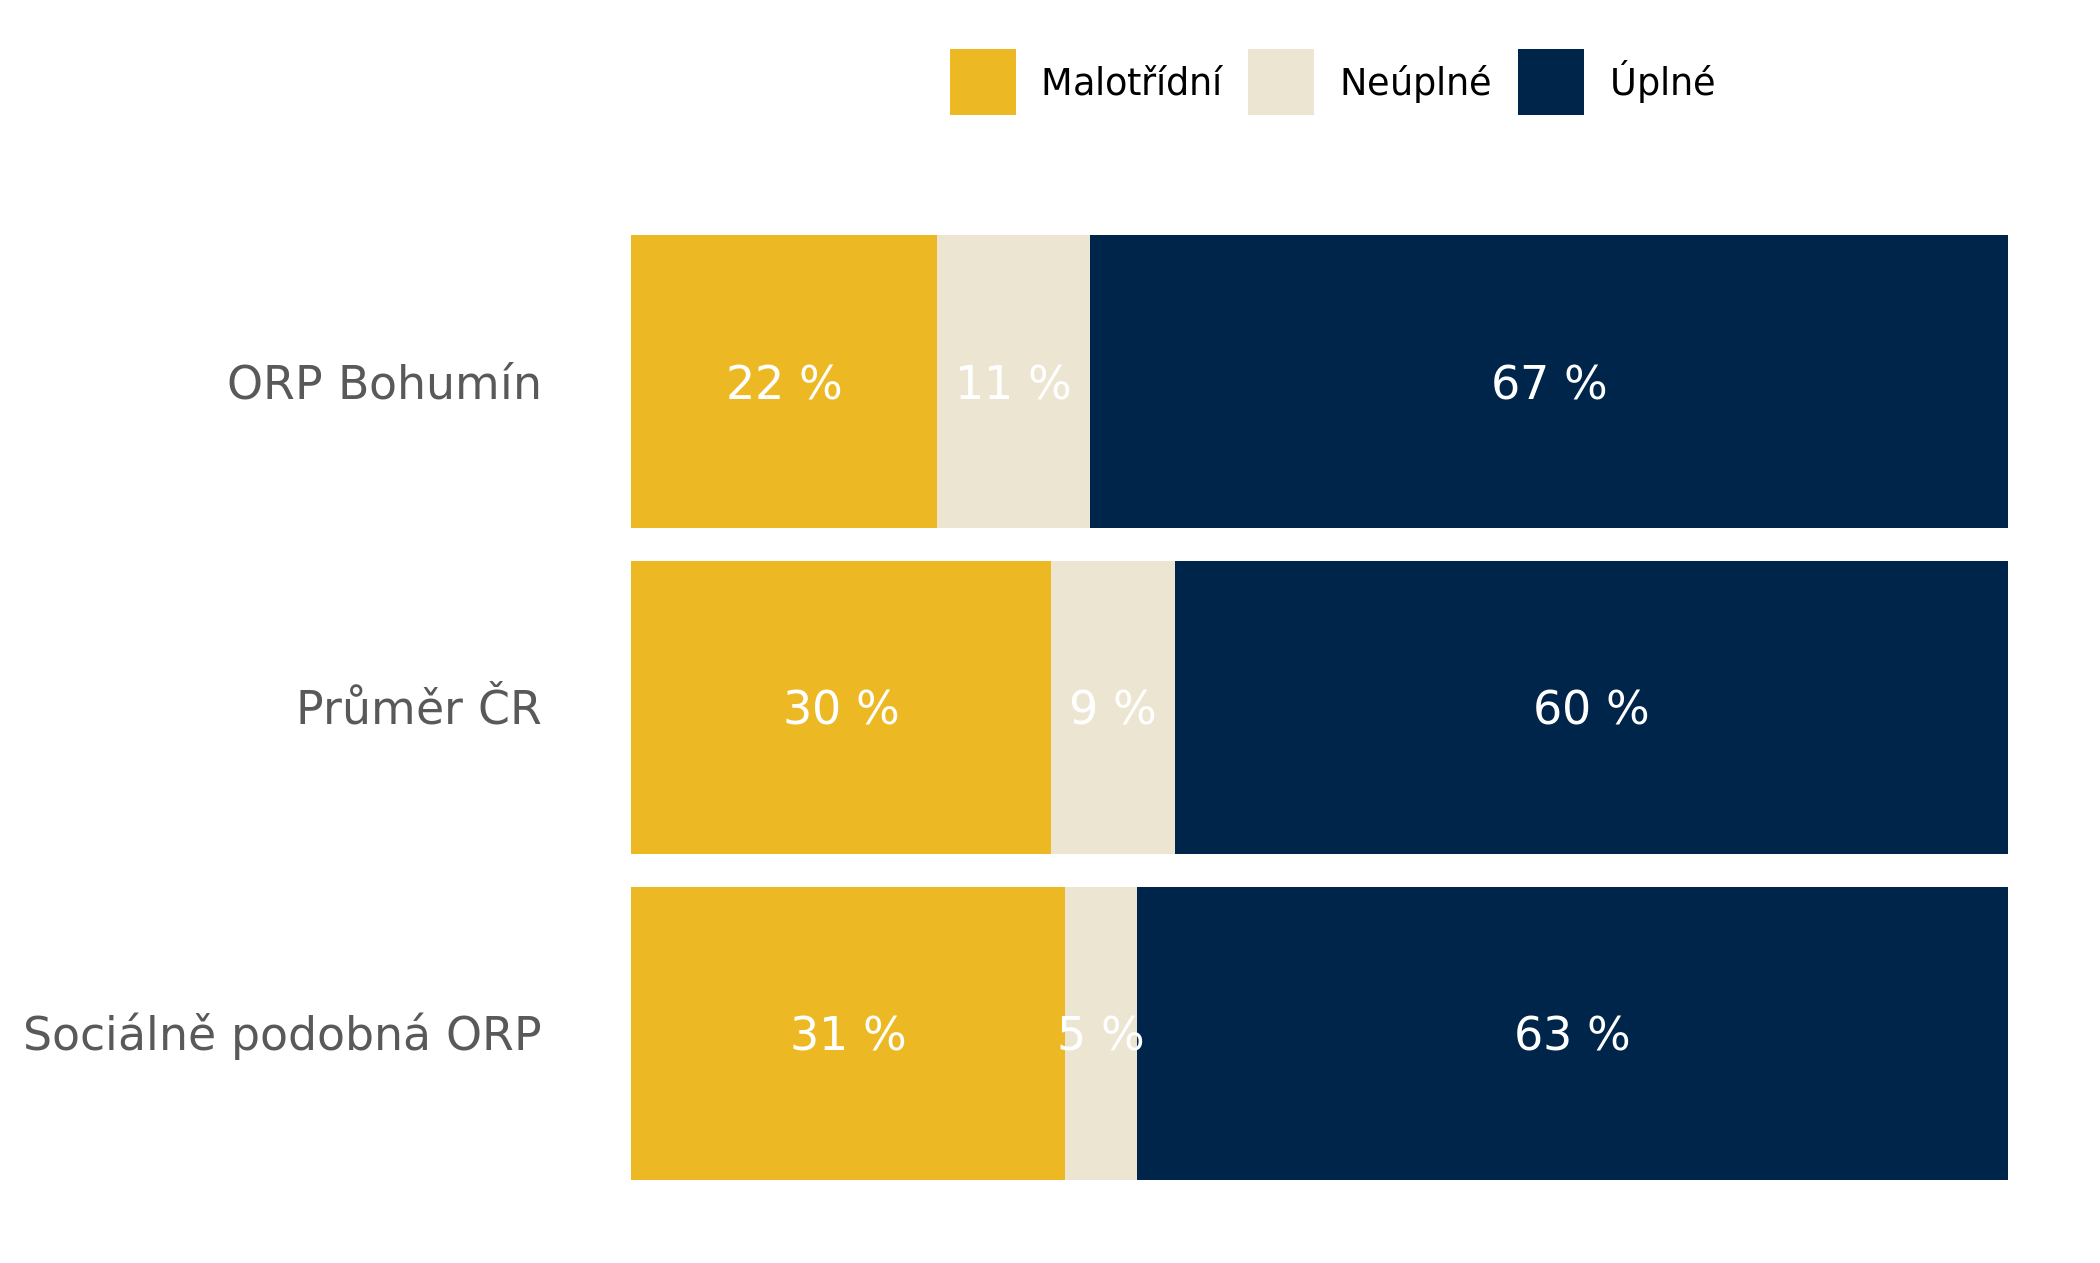 Malotřídní Neúplné Úplné
ORP Bohumín 22 % 11 % 67 %
Průměr ČR 30 % 9 % 60 %
Sociálně podobná ORP 31 % 5 % 63 %